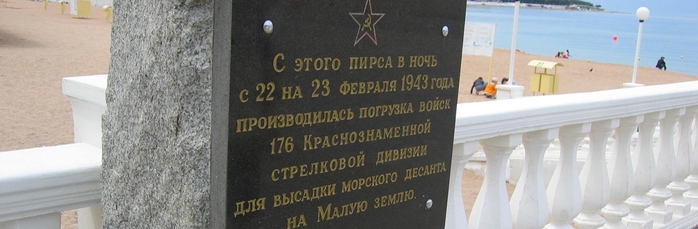 С этого пирса в ночь
с 22 на 23 февраля 1943 года
производилась погрузка войск
176 Краснознаменной
стрелковой дивизии
для высадки морского десанта
на Малую землю.